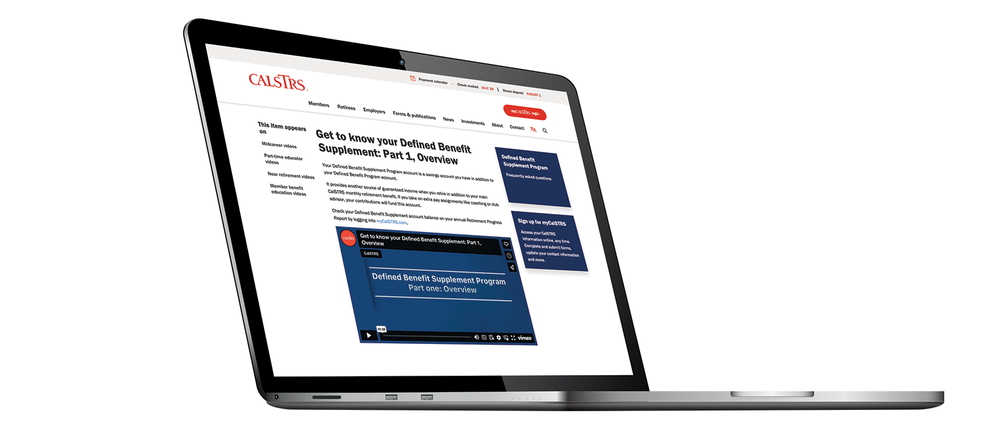 Payment calendar - Check mailed JULY 29 | Direct deposit AUGUST 1
CALSTRS
myCALSTRS login
Members Retirees Employers Forms & publications News Investments About Contact
This item appears
on
Midcareer videos
Part-time educator
videos
Near retirement videos
Member benefit
education videos
Get to know your Defined Benefit
Supplement: Part 1, Overview
Your Defined Benefit Supplement Program account is a savings account you have in addition to
your Defined Benefit Program account.
It provides another source of guaranteed income when you retire in addition to your main
CalSTRS monthly retirement benefit. If you take on extra pay assignments like coaching or club
advisor, your contributions will fund this account.
Check your Defined Benefit Supplement account balance on your annual Retirement Progress
Report by logging into myCalSTRS.com.
CALSTRS
Get to know your Defined Benefit Supplement: Part 1,
Overview
CalSTRS
Defined Benefit Supplement Program
Part one: Overview
01:28
vimeo
Defined Benefit
Supplement Program
Frequently asked questions
Sign up for myCalSTRS
Access your CalSTRS
information online, any time.
Complete and submit forms,
update your contact information
and more.